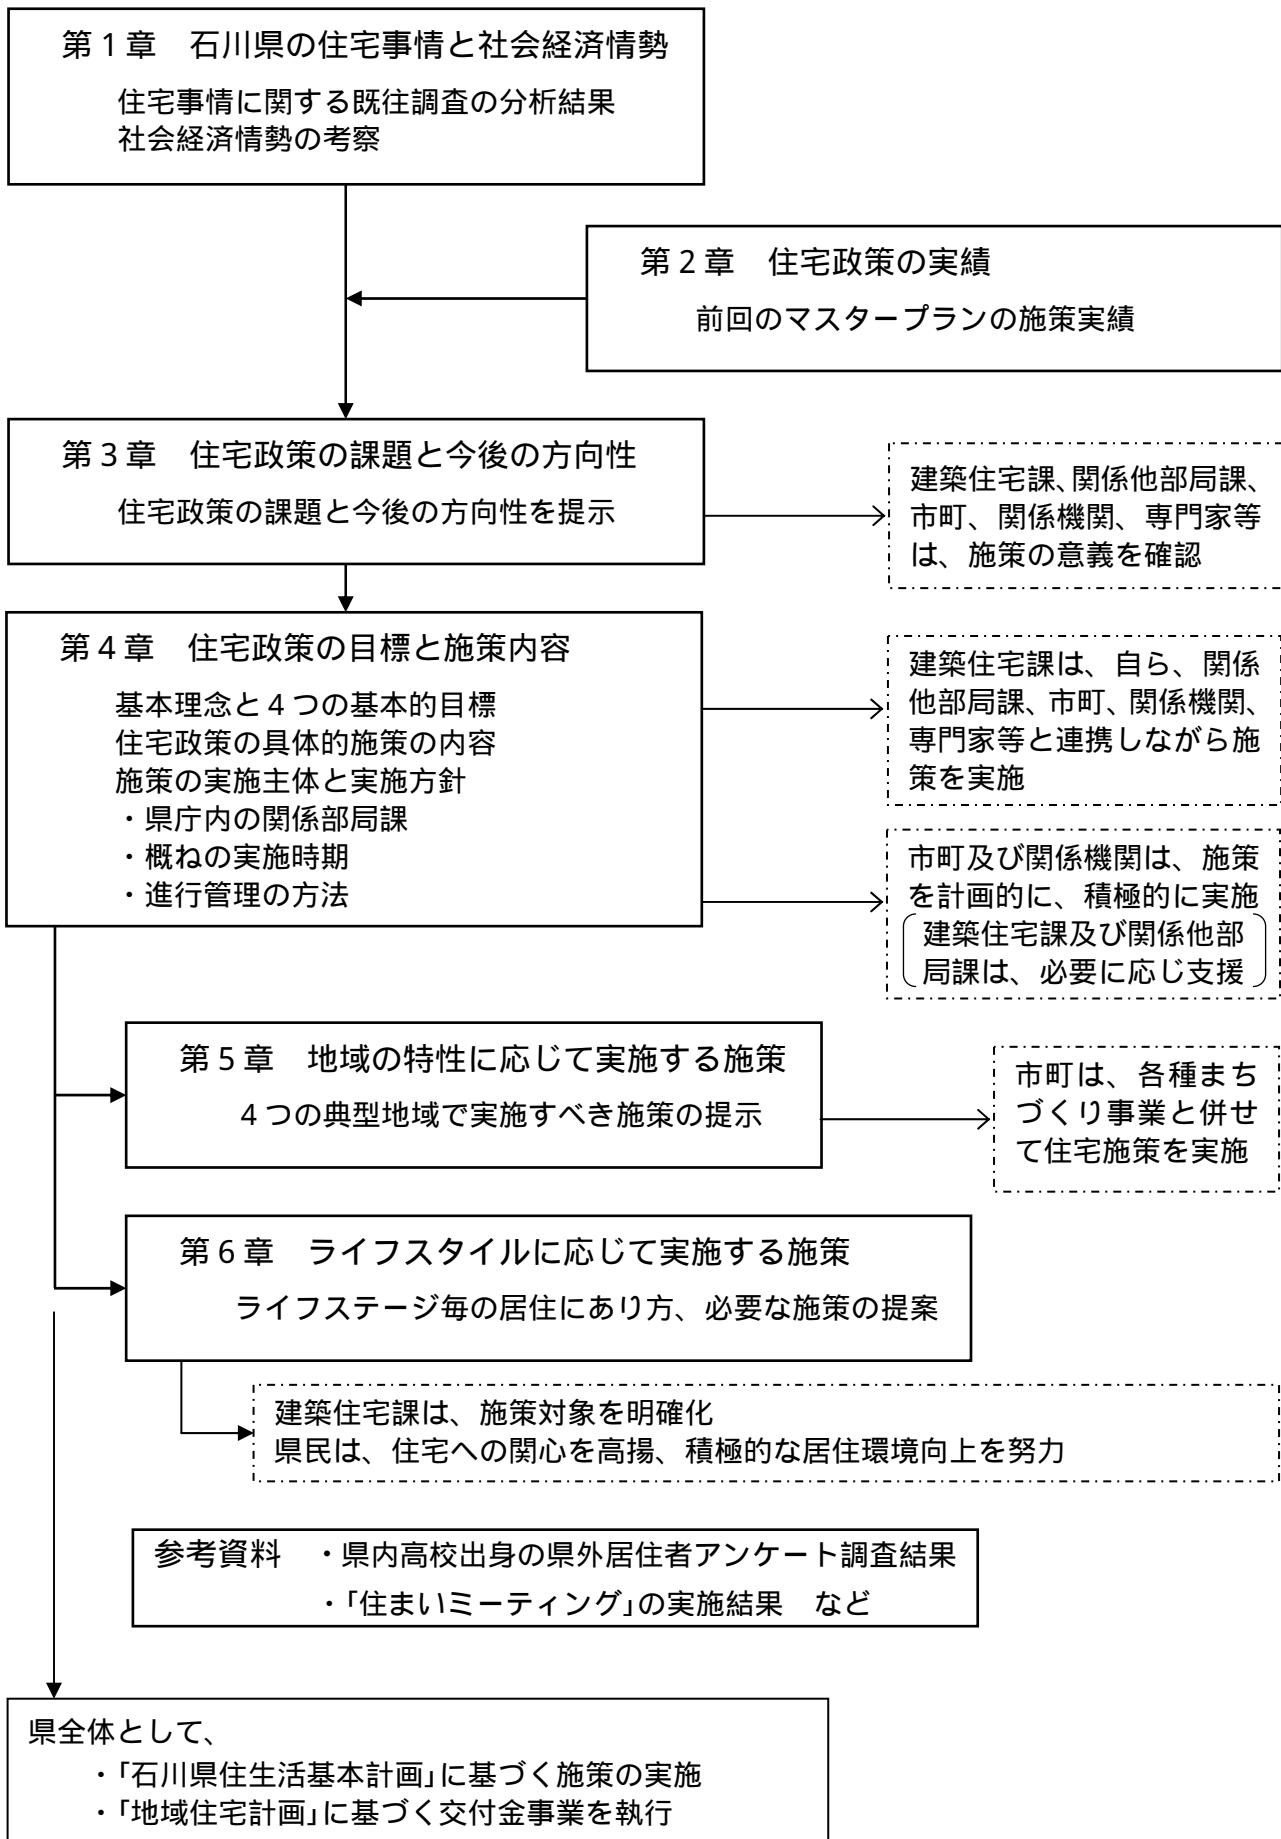 第1章　石川県の住宅事情と社会経済情勢
住宅事情に関する既往調査の分析結果
社会経済情勢の考察
第2章　住宅政策の実績
前回のマスタープランの施策実績
第3章　住宅政策の課題と今後の方向性
住宅政策の課題と今後の方向性を提示
建築住宅課、関係他部局課、
市町、関係機関、専門家等
は、施策の意義を確認
第4章　住宅政策の目標と施策内容
基本理念と4つの基本的目標
住宅政策の具体的施策の内容
施策の実施主体と実施方針
・県庁内の関係部局課
・概ねの実施時期
・進行管理の方法
建築住宅課は、自ら、関係
他部局課、市町、関係機関、
専門家等と連携しながら施
策を実施
市町及び関係機関は、施策
を計画的に、積極的に実施
建築住宅課及び関係他部
局課は、必要に応じ支援
第5章　地域の特性に応じて実施する施策
4つの典型地域で実施すべき施策の提示
市町は、各種まち
づくり事業と併せ
て住宅施策を実施
第6章　ライフスタイルに応じて実施する施策
ライフステージ毎の居住にあり方、必要な施策の提案
建築住宅課は、施策対象を明確化
県民は、住宅への関心を高揚、積極的な居住環境向上を努力
参考資料　・県内高校出身の県外居住者アンケート調査結果
・「住まいミーティング」の実施結果　など
県全体として、
・「石川県住生活基本計画」に基づく施策の実施
・「地域住宅計画」に基づく交付金事業を執行